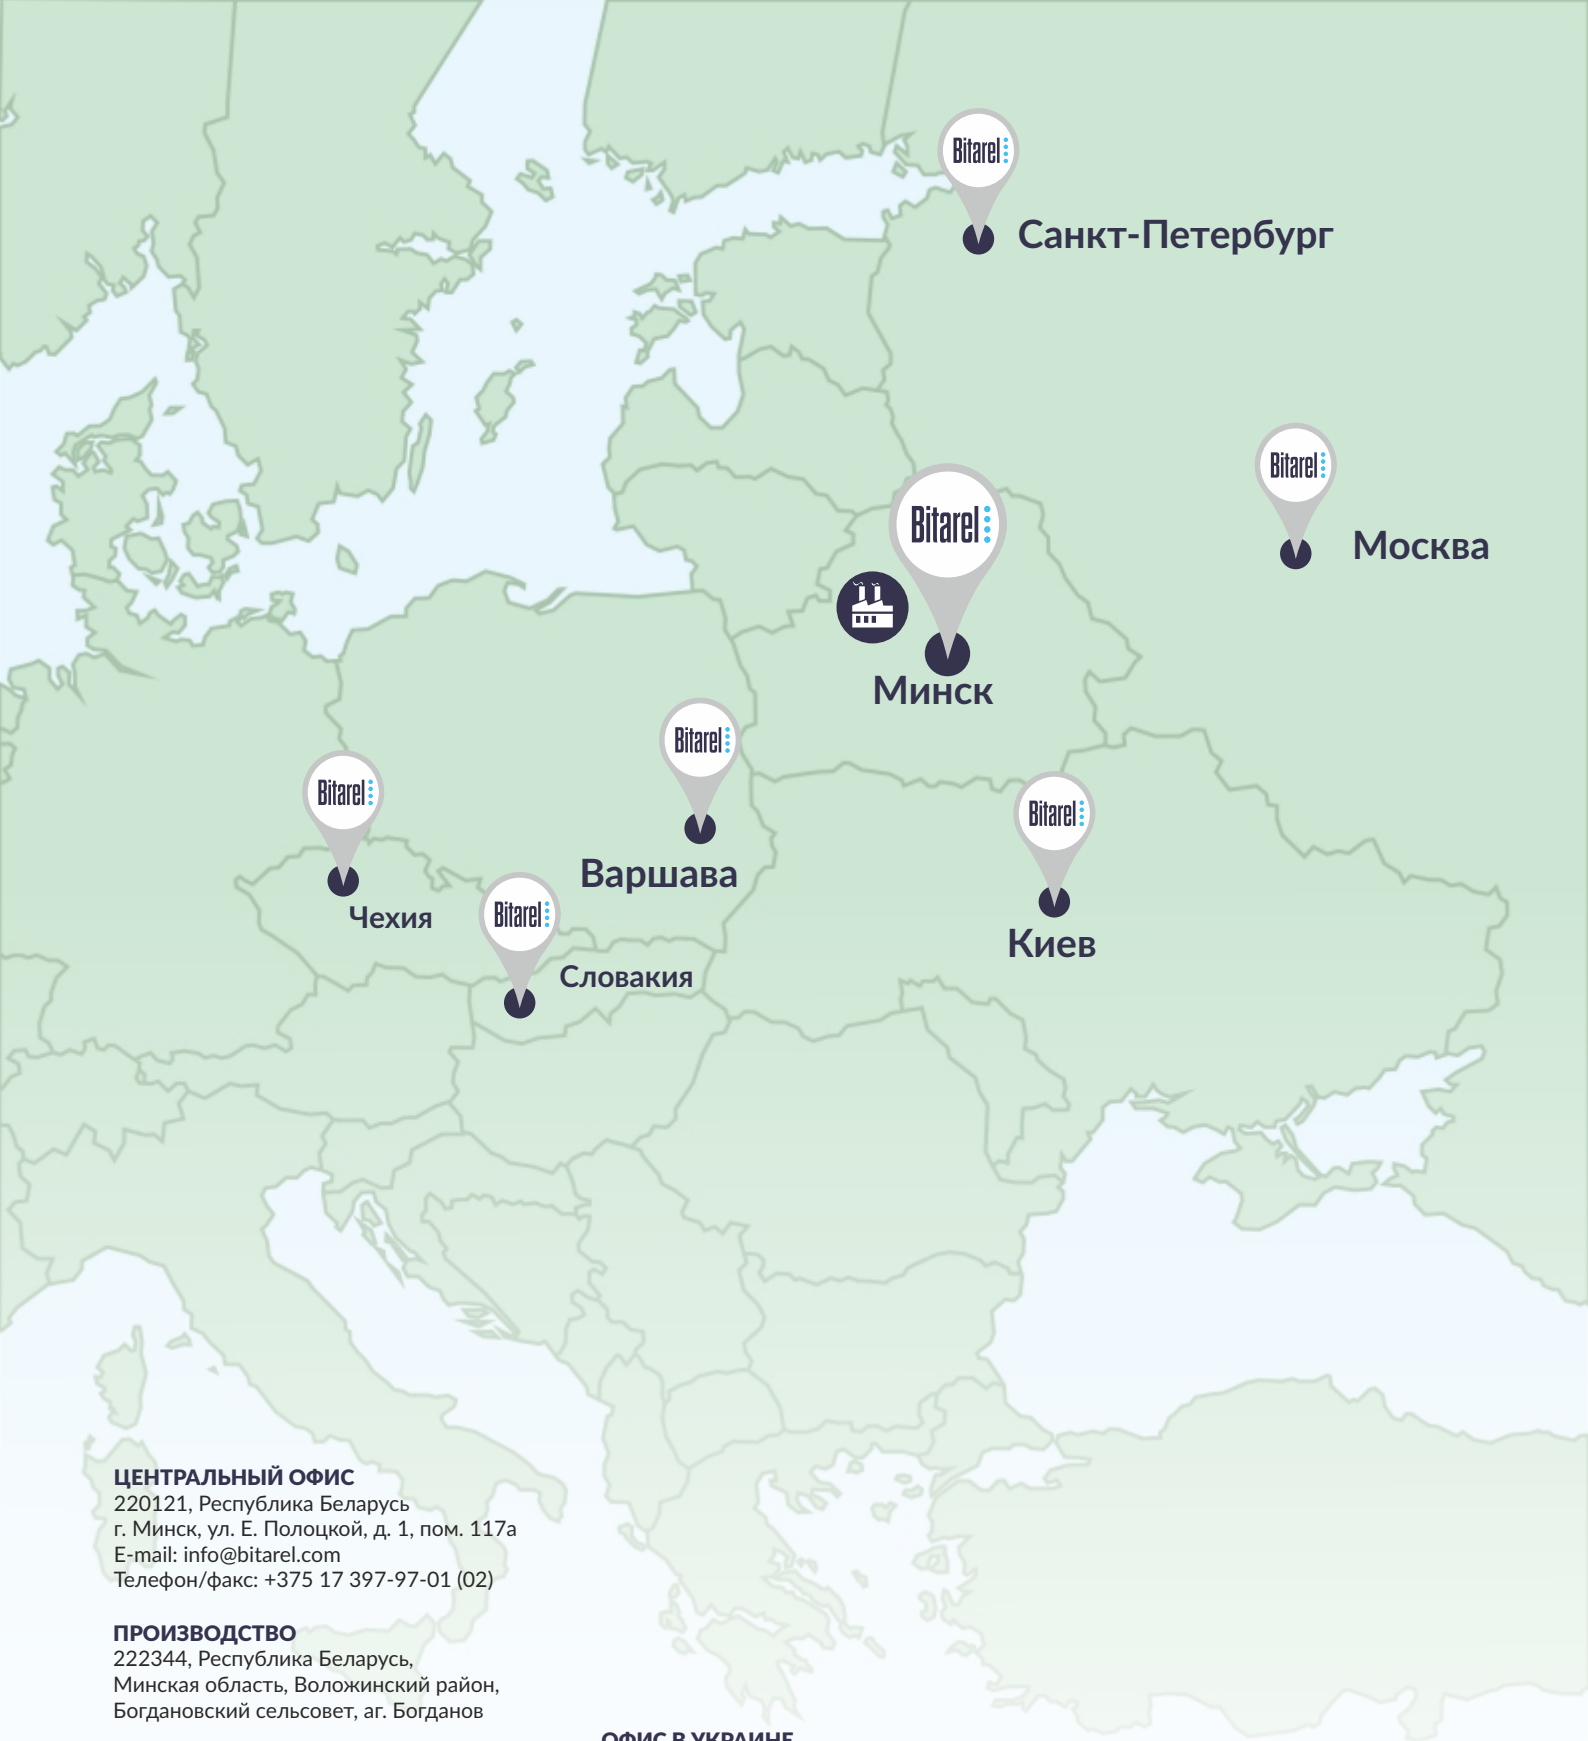 Bitarel
Санкт-Петербург
Bitarel
Москва
Bitarel
Минск
Bitarel
Варшава
Bitarel
Чехия
Bitarel
Киев
Bitarel
Словакия
ЦЕНТРАЛЬНЫЙ ОФИС
220121, Республика Беларусь
г. Минск, ул. Е. Полоцкой, д. 1, пом. 117а
E-mail: info@bitarel.com
Телефон/факс: +375 17 397-97-01 (02)
ПРОИЗВОДСТВО
222344, Республика Беларусь,
Минская область, Воложинский район,
Богдановский сельсовет, аг. Богданов
ОФИС В УКРАИНЕ